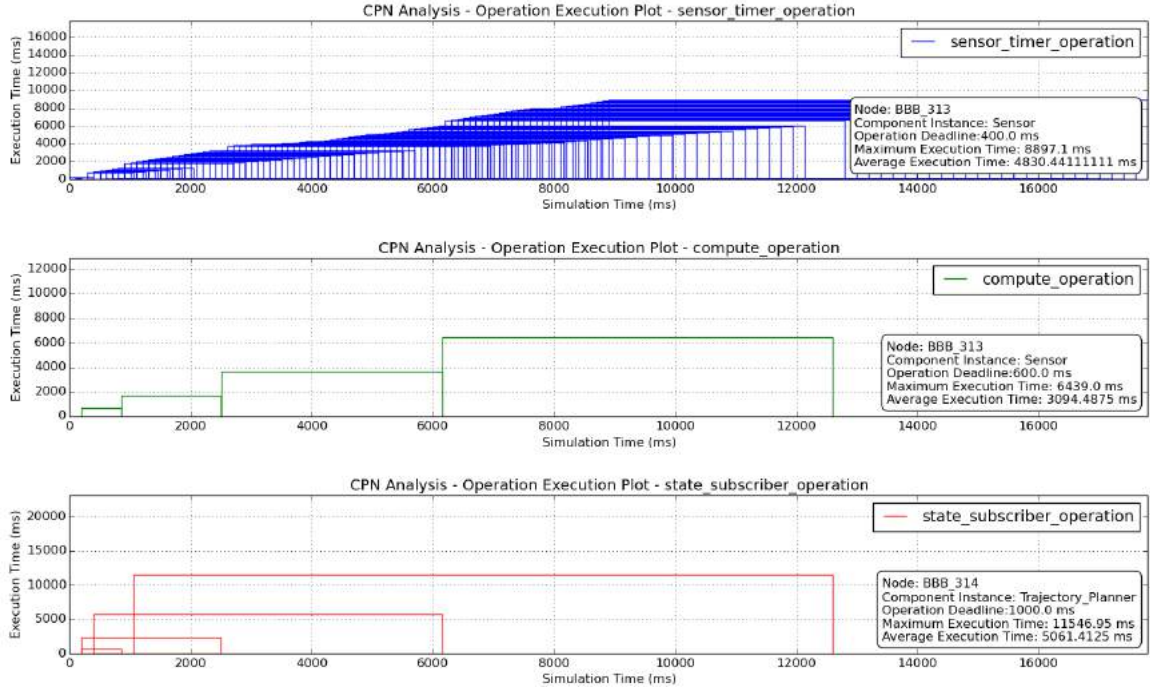 CPN Analysis - Operation Execution Plot - sensor_timer_operation
Execution Time (ms)
16000
14000
12000
10000
8000
6000
4000
2000
0
sensor_timer_operation
Node: BBB_313
Component Instance: Sensor
Operation Deadline:400.0 ms
Maximum Execution Time: 8897.1 ms
Average Execution Time: 4830.44111111 ms
0 2000 4000 6000 8000 10000 12000 14000 16000
Simulation Time (ms)
CPN Analysis - Operation Execution Plot - compute_operation
Execution Time (ms)
12000
10000
8000
6000
4000
2000
0
compute_operation
Node: BBB_313
Component Instance: Sensor
Operation Deadline:600.0 ms
Maximum Execution Time: 6439.0 ms
Average Execution Time: 3094.4875 ms
0 2000 4000 6000 8000 10000 12000 14000 16000
Simulation Time (ms)
CPN Analysis - Operation Execution Plot - state_subscriber_operation
Execution Time (ms)
20000
15000
10000
5000
0
state_subscriber_operation
Node: BBB_314
Component Instance: Trajectory_Planner
Operation Deadline:1000.0 ms
Maximum Execution Time: 11546.95 ms
Average Execution Time: 5061.4125 ms
0 2000 4000 6000 8000 10000 12000 14000 16000
Simulation Time (ms)